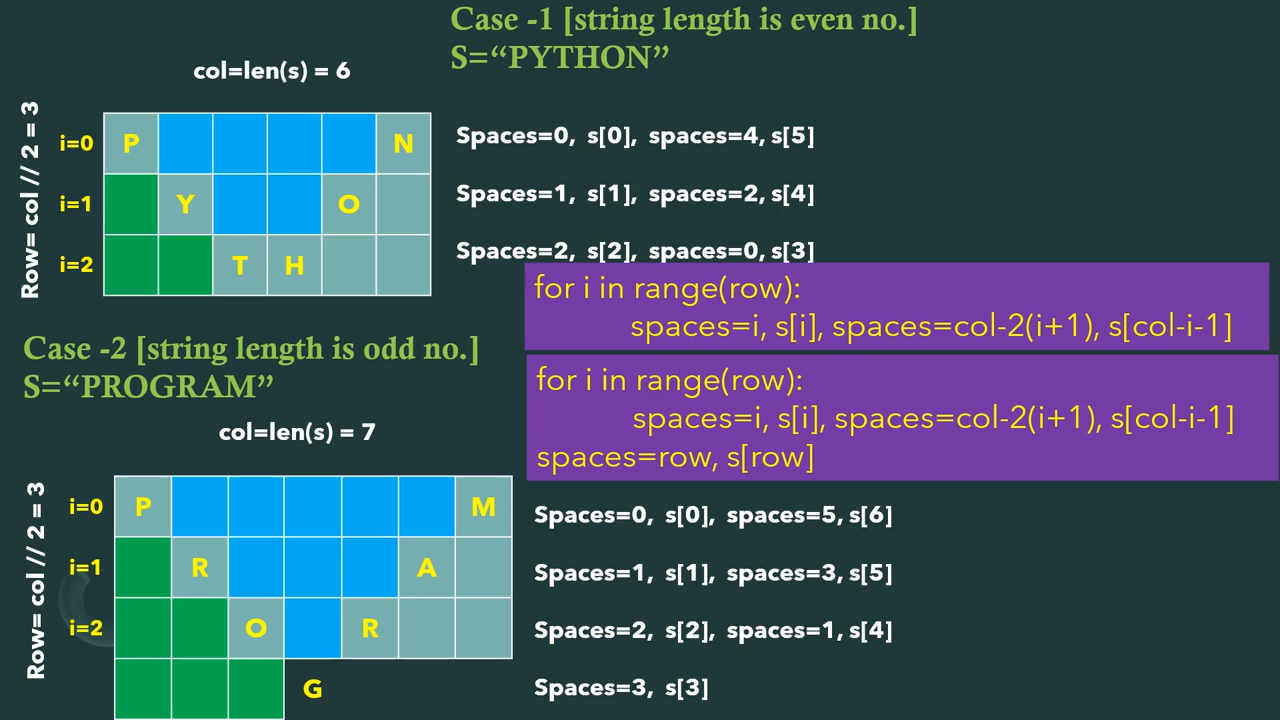 Case -1 [string length is even no.]
S=“PYTHON”
col=len(s) = 6
Row= col // 2 = 3
i=0 P N
i=1 Y O
i=2 T H
Spaces=0, s[0], spaces=4, s[5]
Spaces=1, s[1], spaces=2, s[4]
Spaces=2, s[2], spaces=0, s[3]
for i in range(row):
spaces=i, s[i], spaces=col-2(i+1), s[col-i-1]
for i in range(row):
spaces=i, s[i], spaces=col-2(i+1), s[col-i-1]
spaces=row, s[row]
Case -2 [string length is odd no.]
S=“PROGRAM”
col=len(s) = 7
Row= col // 2 = 3
i=0 P M
i=1 R A
i=2 O R
G
Spaces=0, s[0], spaces=5, s[6]
Spaces=1, s[1], spaces=3, s[5]
Spaces=2, s[2], spaces=1, s[4]
Spaces=3, s[3]